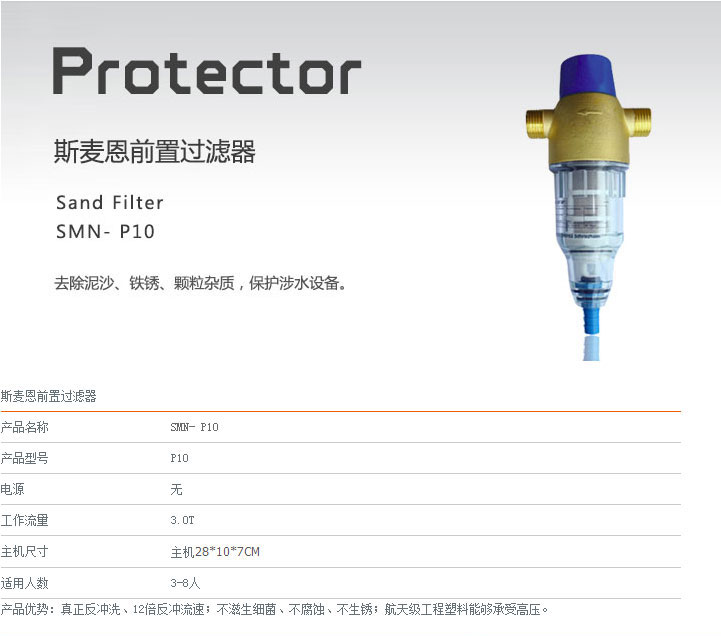 Protector
斯麦恩前置过滤器
Sand Filter
SMN- P10
去除泥沙、铁锈、颗粒杂质，保护涉水设备。
斯麦恩前置过滤器
产品名称 SMN- P10
产品型号 P10
电源 无
工作流量 3.0T
主机尺寸 主机28*10*7CM
适用人数 3-6人
产品优势：真正反冲洗、12倍反冲流速；不滋生细菌、不腐蚀、不生锈；航天级工程塑料能够承受高压。